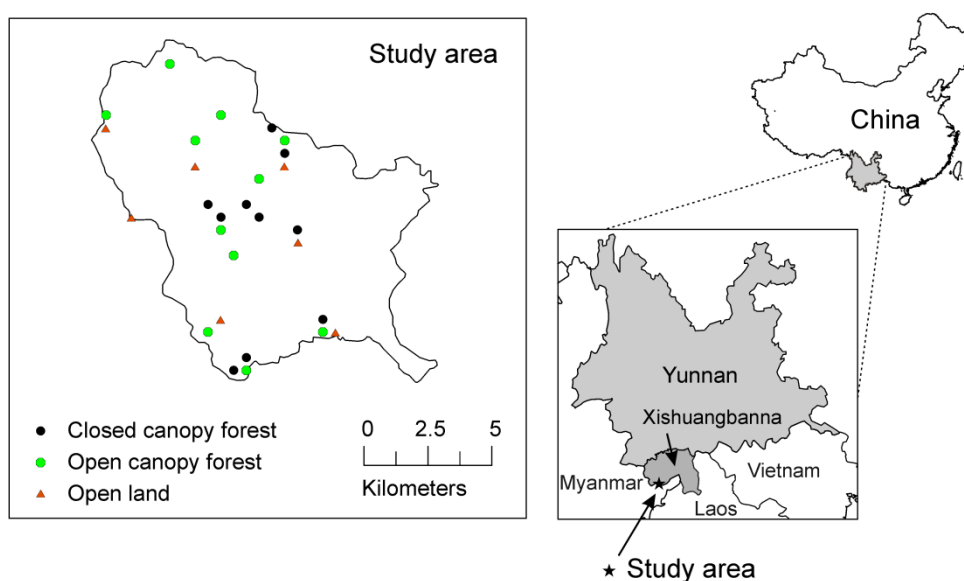 Study area
Closed canopy forest
Open canopy forest
Open land
0 2.5 5
Kilometers
China
Yunnan
Xishuangbanna
Myanmar
Vietnam
Laos
Study area